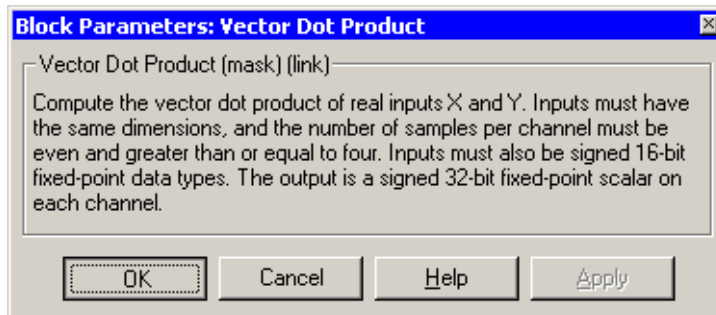 Block Parameters: Vector Dot Product
Vector Dot Product (mask) (link)
Compute the vector dot product of real inputs X and Y. Inputs must have
the same dimensions, and the number of samples per channel must be
even and greater than or equal to four. Inputs must also be signed 16-bit
fixed-point data types. The output is a signed 32-bit fixed-point scalar on
each channel.
OK Cancel Help Apply